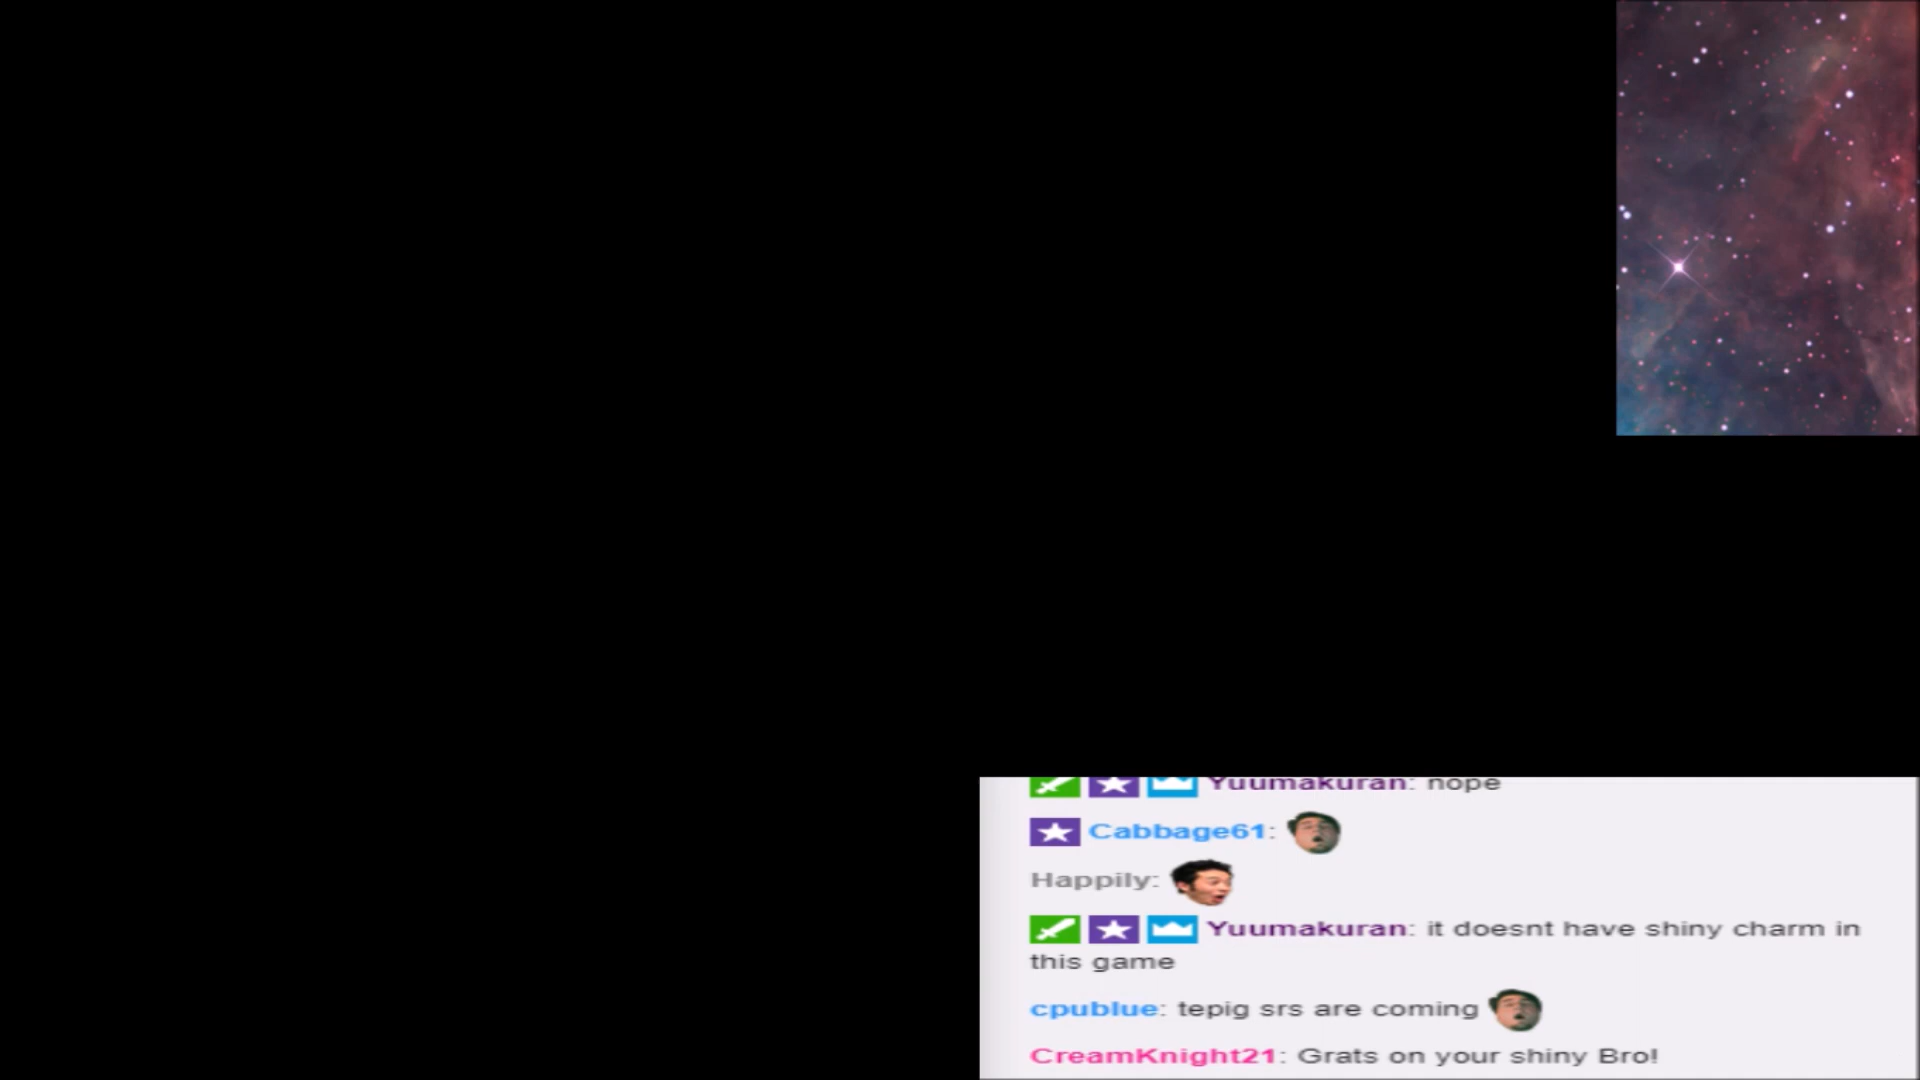 Yuumakuran: nope
Cabbage61:
Happily:
Yuumakuran: it doesnt have shiny charm in
this game
cpublue: tepig srs are coming
CreamKnight21: Grats on your shiny Bro!